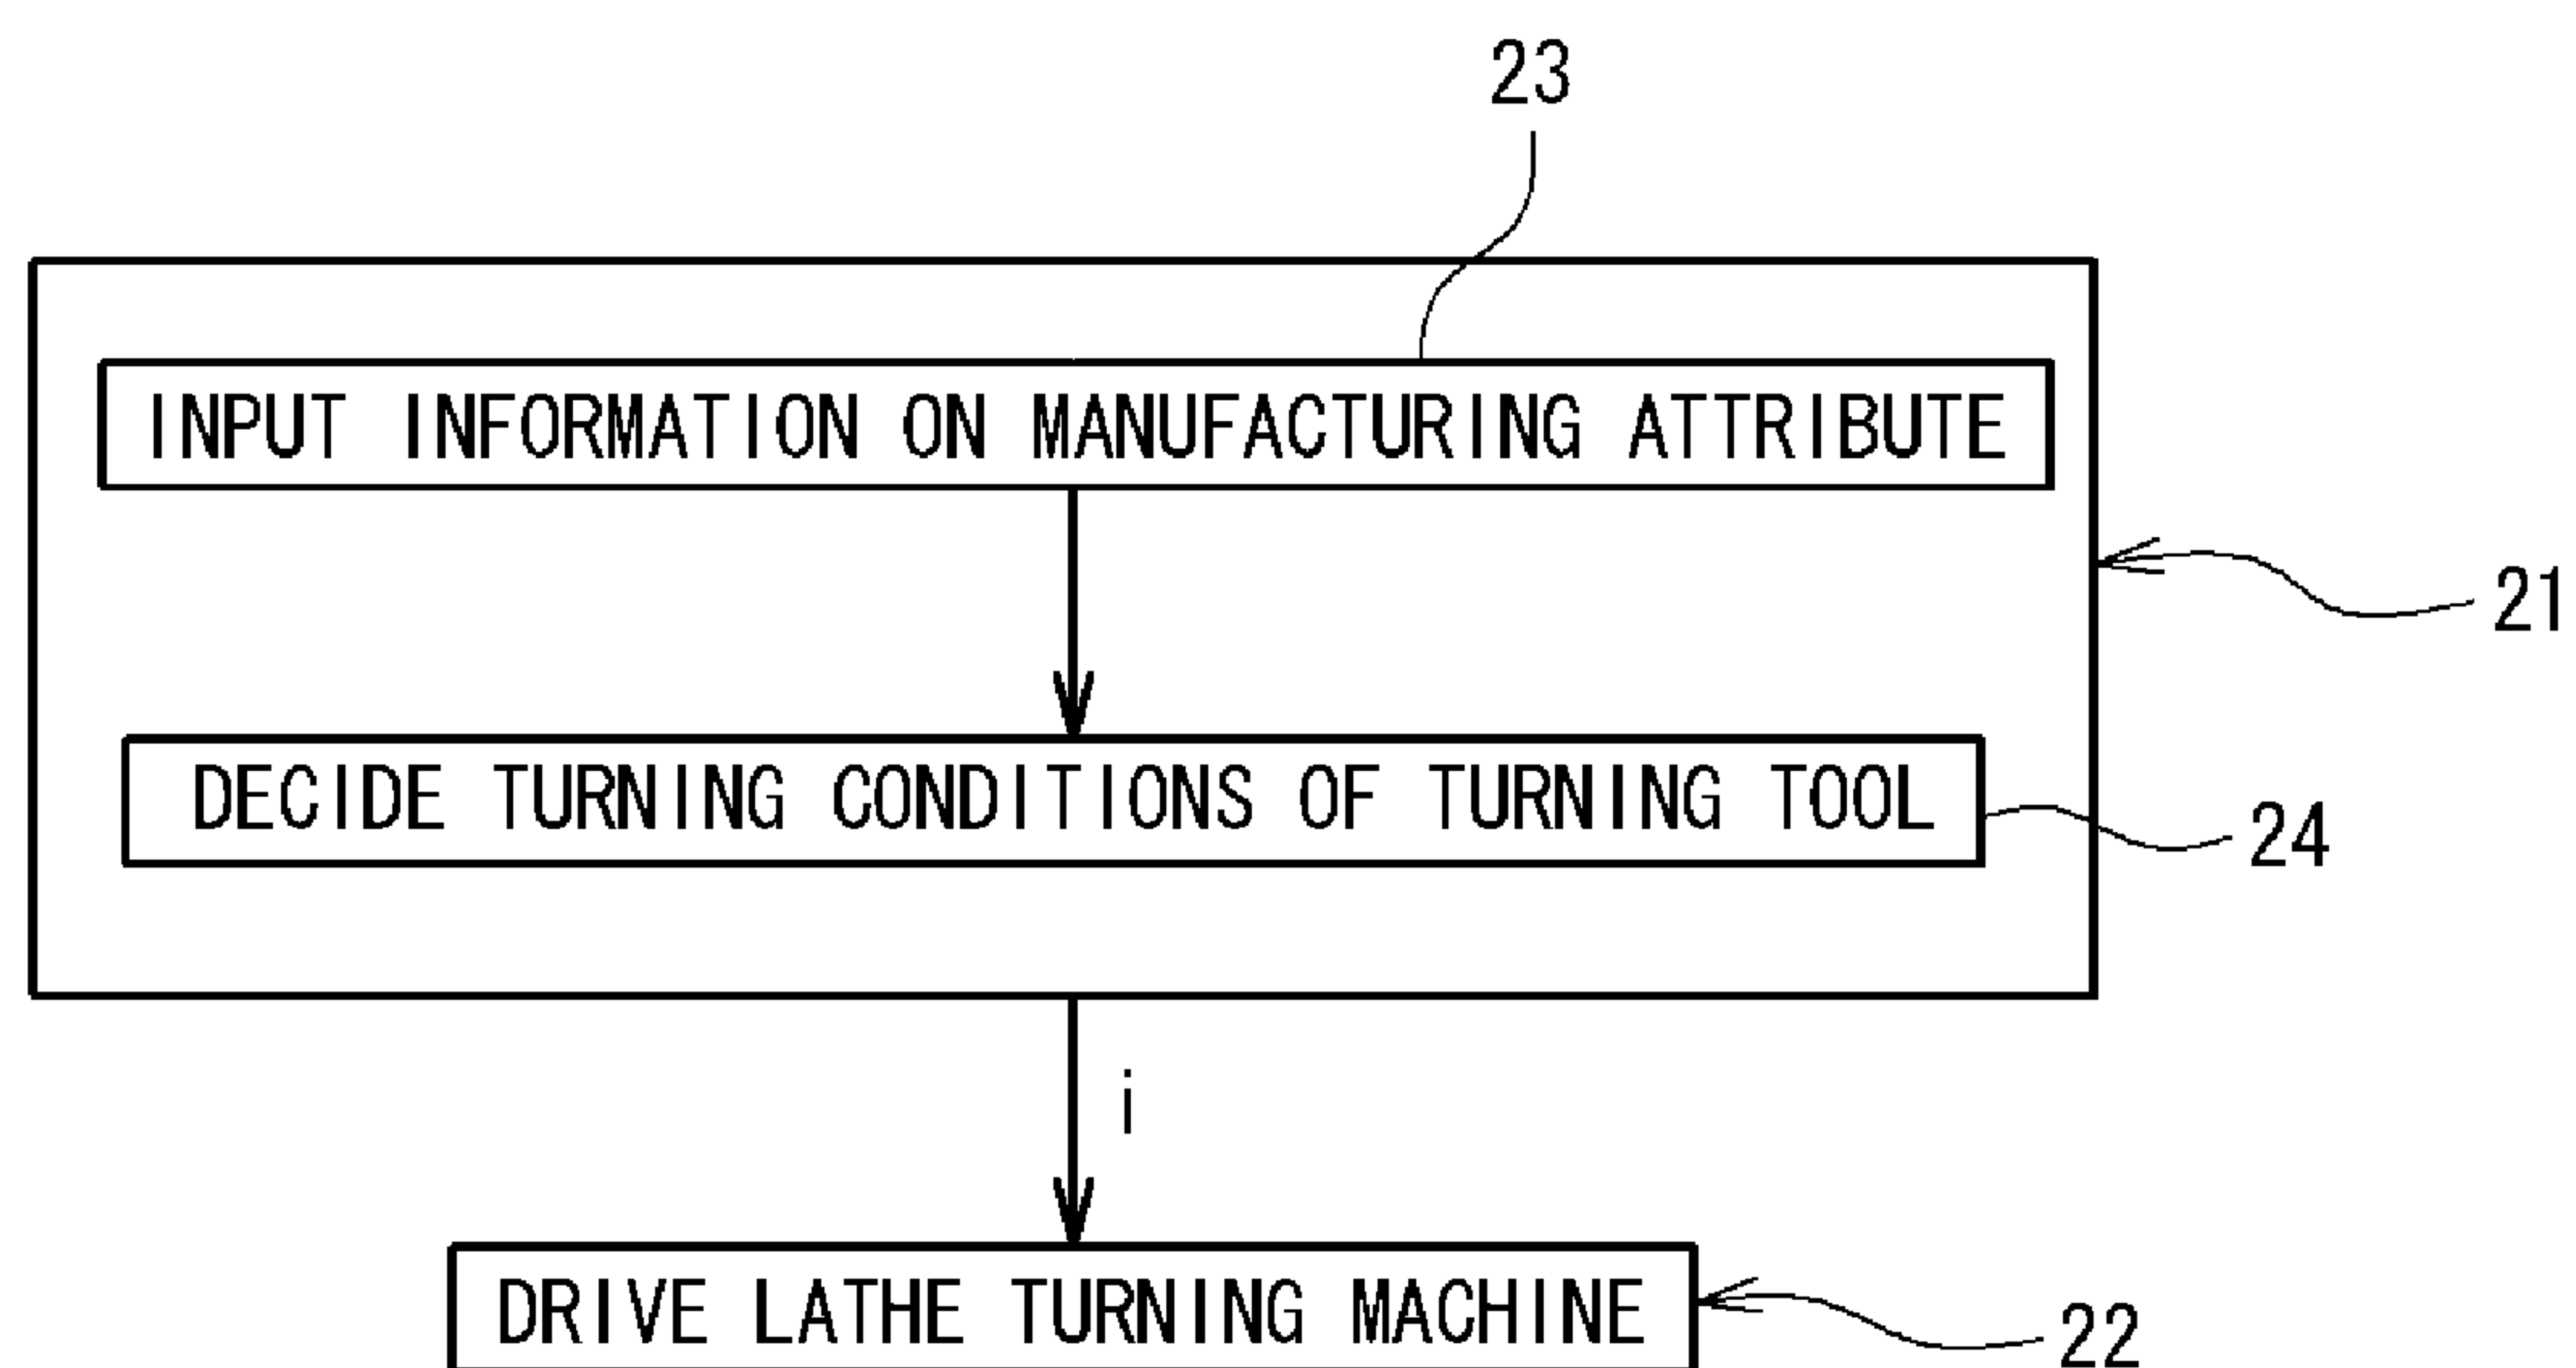 23
INPUT INFORMATION ON MANUFACTURING ATTRIBUTE
21
DECIDE TURNING CONDITIONS OF TURNING TOOL
24
i
DRIVE LATHE TURNING MACHINE
22